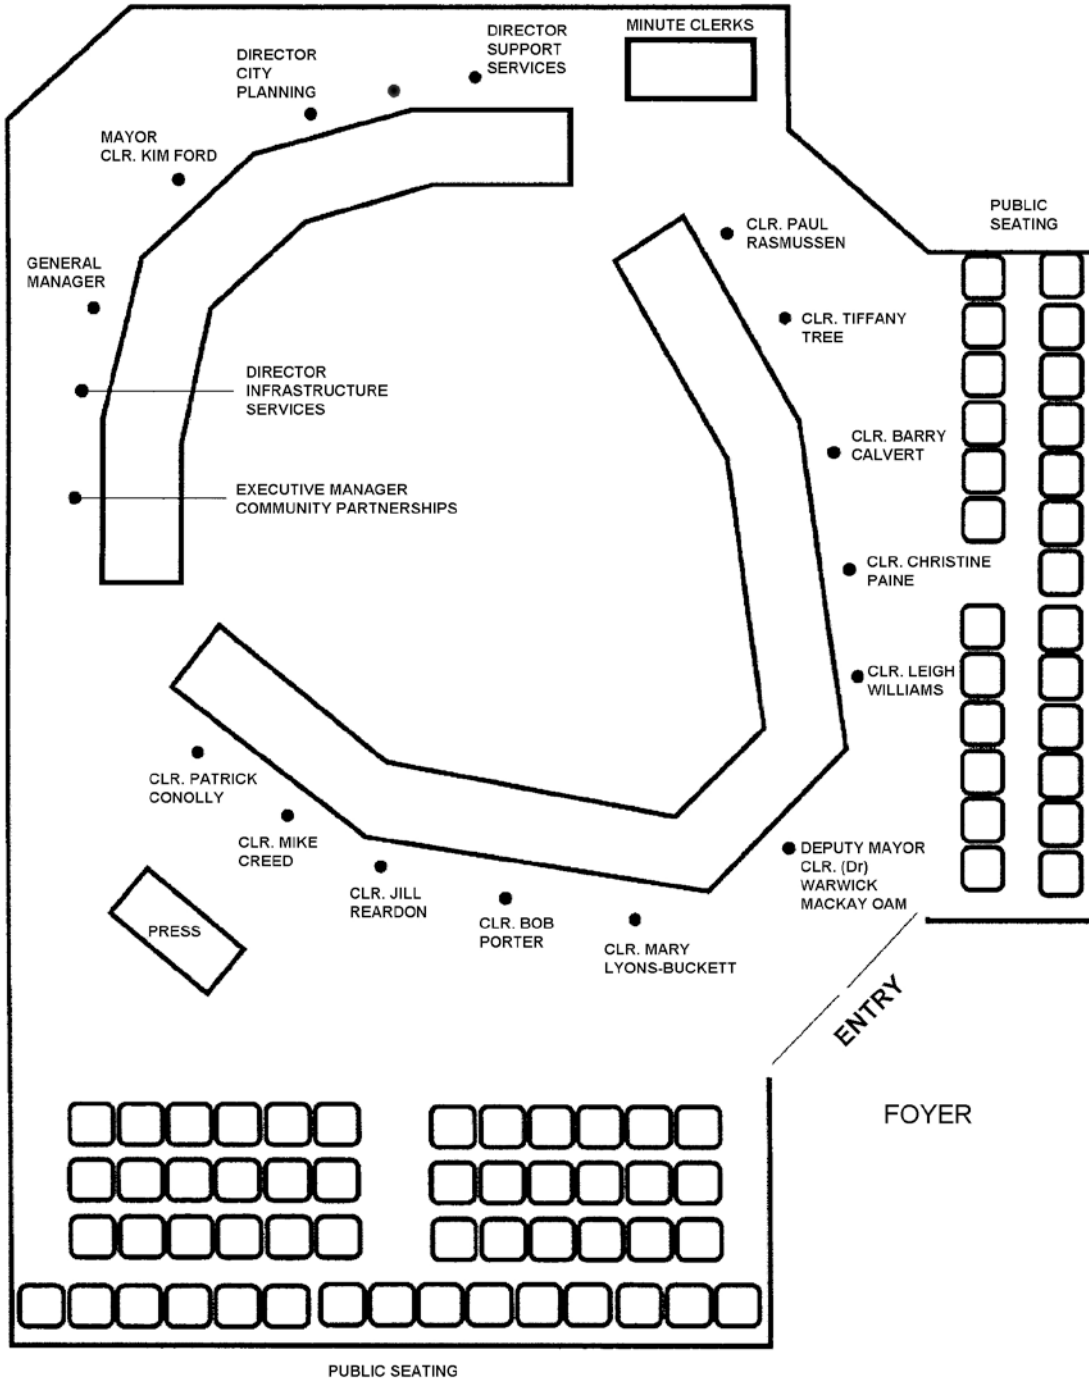 MINUTE CLERKS
DIRECTOR
SUPPORT
SERVICES
DIRECTOR
CITY
PLANNING
MAYOR
CLR. KIM FORD
GENERAL
MANAGER
DIRECTOR
INFRASTRUCTURE
SERVICES
EXECUTIVE MANAGER
COMMUNITY PARTNERSHIPS
CLR. PAUL
RASMUSSEN
PUBLIC
SEATING
CLR. TIFFANY
TREE
CLR. BARRY
CALVERT
CLR. CHRISTINE
PAINE
CLR. LEIGH
WILLIAMS
DEPUTY MAYOR
CLR. (Dr)
WARWICK
MACKAY OAM
CLR. PATRICK
CONOLLY
CLR. MIKE
CREED
CLR. JILL
REARDON
CLR. BOB
PORTER
CLR. MARY
LYONS-BUCKETT
PRESS
ENTRY
FOYER
PUBLIC SEATING